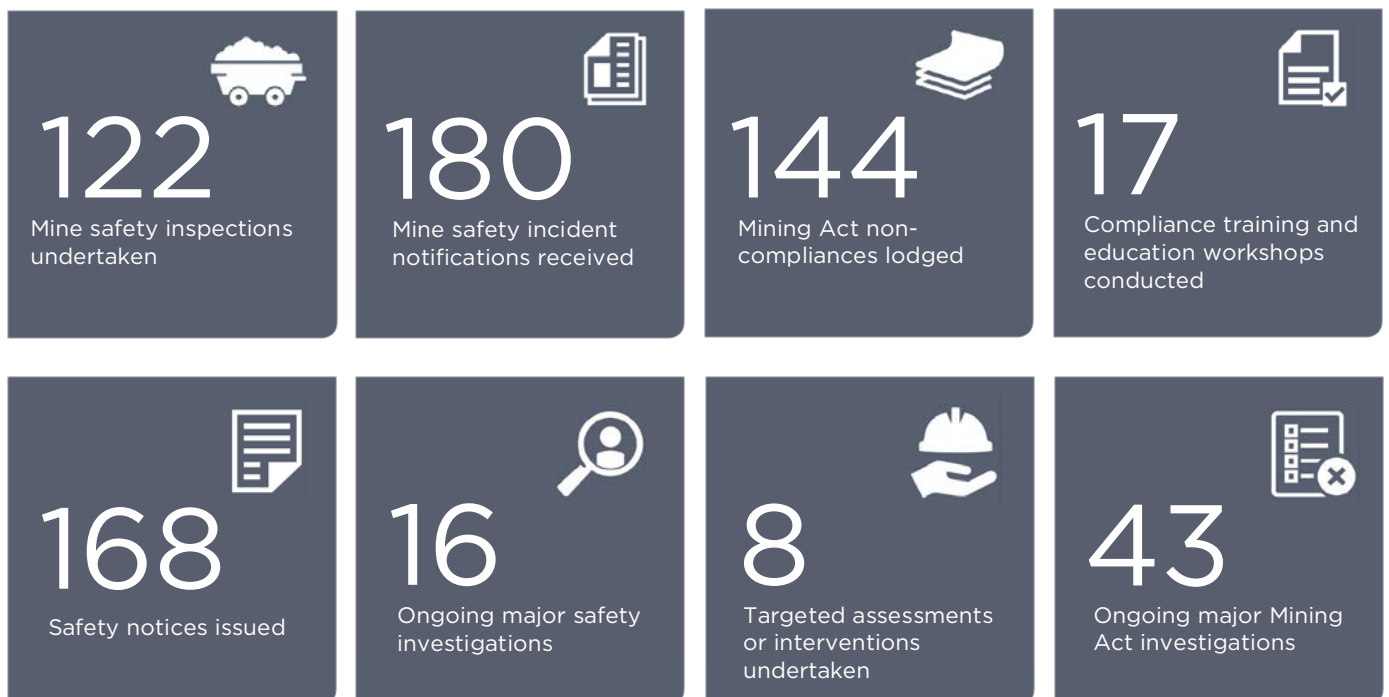 122
Mine safety inspections
undertaken
180
Mine safety incident
notifications received
144
Mining Act non-
compliances lodged
17
Compliance training and
education workshops
conducted
168
Safety notices issued
16
Ongoing major safety
investigations
8
Targeted assessments
or interventions
undertaken
43
Ongoing major Mining
Act investigations